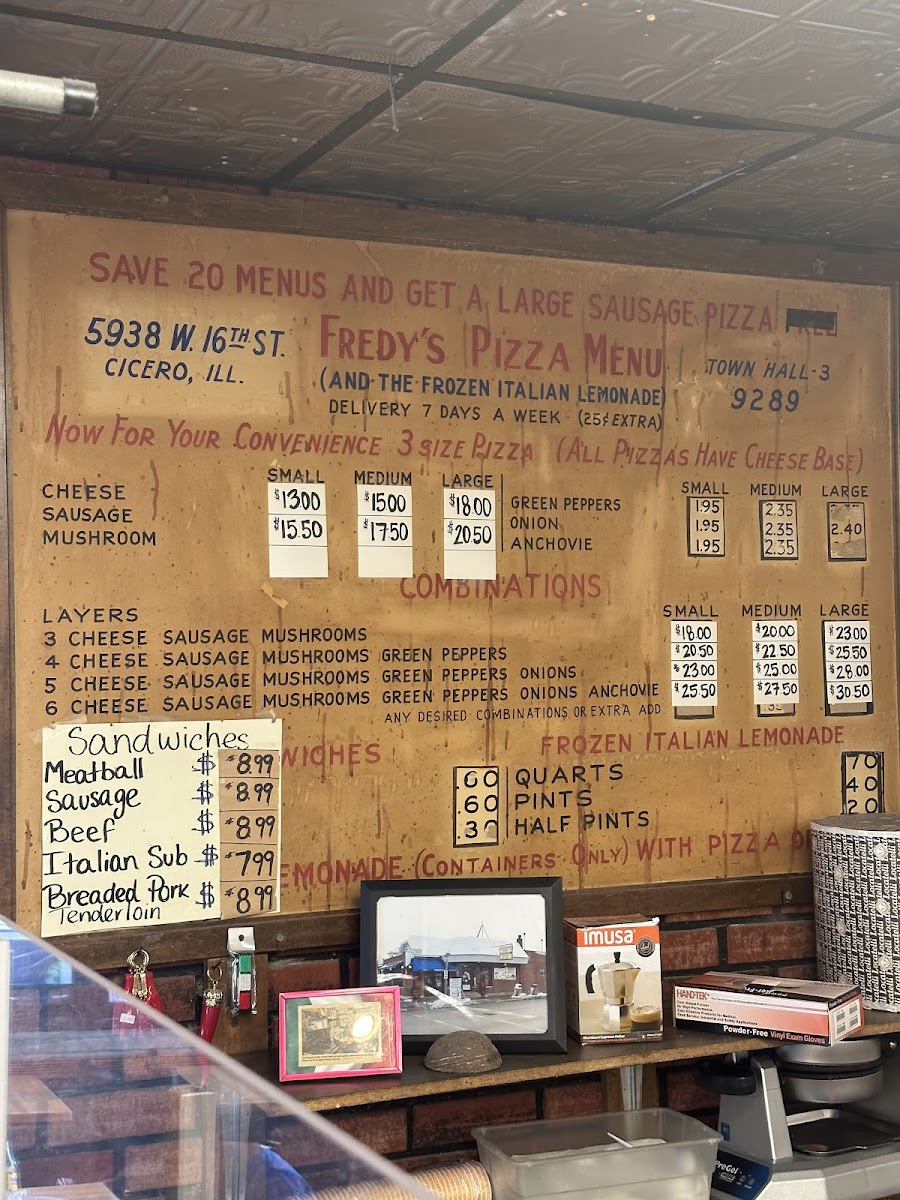 SAVE 20 MENUS AND GET A LARGE SAUSAGE PIZZA
5938 W. 16TH ST.
CICERO, ILL.
FREDY'S PIZZA MENU
(AND THE FROZEN ITALIAN LEMONADE)
DELIVERY 7 DAYS A WEEK (25¢ EXTRA)
TOWN HALL-3
9289
NOW FOR YOUR CONVENIENCE 3 SIZE PIZZA (ALL PIZZAS HAVE CHEESE BASE)
SMALL MEDIUM LARGE
CHEESE $13.00 $15.00 $18.00
SAUSAGE $15.50 $17.50 $20.50
MUSHROOM
SMALL MEDIUM LARGE
GREEN PEPPERS 1.95 2.35
ONION 1.95 2.35 2.40
ANCHOVIE 1.95 2.35
COMBINATIONS
LAYERS SMALL MEDIUM LARGE
3 CHEESE SAUSAGE MUSHROOMS $18.00 $20.00 $23.00
4 CHEESE SAUSAGE MUSHROOMS GREEN PEPPERS $20.50 $22.50 $25.50
5 CHEESE SAUSAGE MUSHROOMS GREEN PEPPERS ONIONS $23.00 $25.00 $28.00
6 CHEESE SAUSAGE MUSHROOMS GREEN PEPPERS ONIONS ANCHOVIE $25.50 $27.50 $30.50
ANY DESIRED COMBINATIONS OR EXTRA ADD
Sandwiches
Meatball $ $8.99
Sausage $ $8.99
Beef $ $8.99
Italian Sub $ $7.99
Breaded Pork $ $8.99
Tenderloin
WICHES
.60
.60
.30
FROZEN ITALIAN LEMONADE
QUARTS 70
PINTS 40
HALF PINTS 20
EMONADE (CONTAINERS ONLY) WITH PIZZA
IMUSA
Aluminum Espresso Maker
HANDTEK
Powder-Free Vinyl Exam Gloves
PreGel